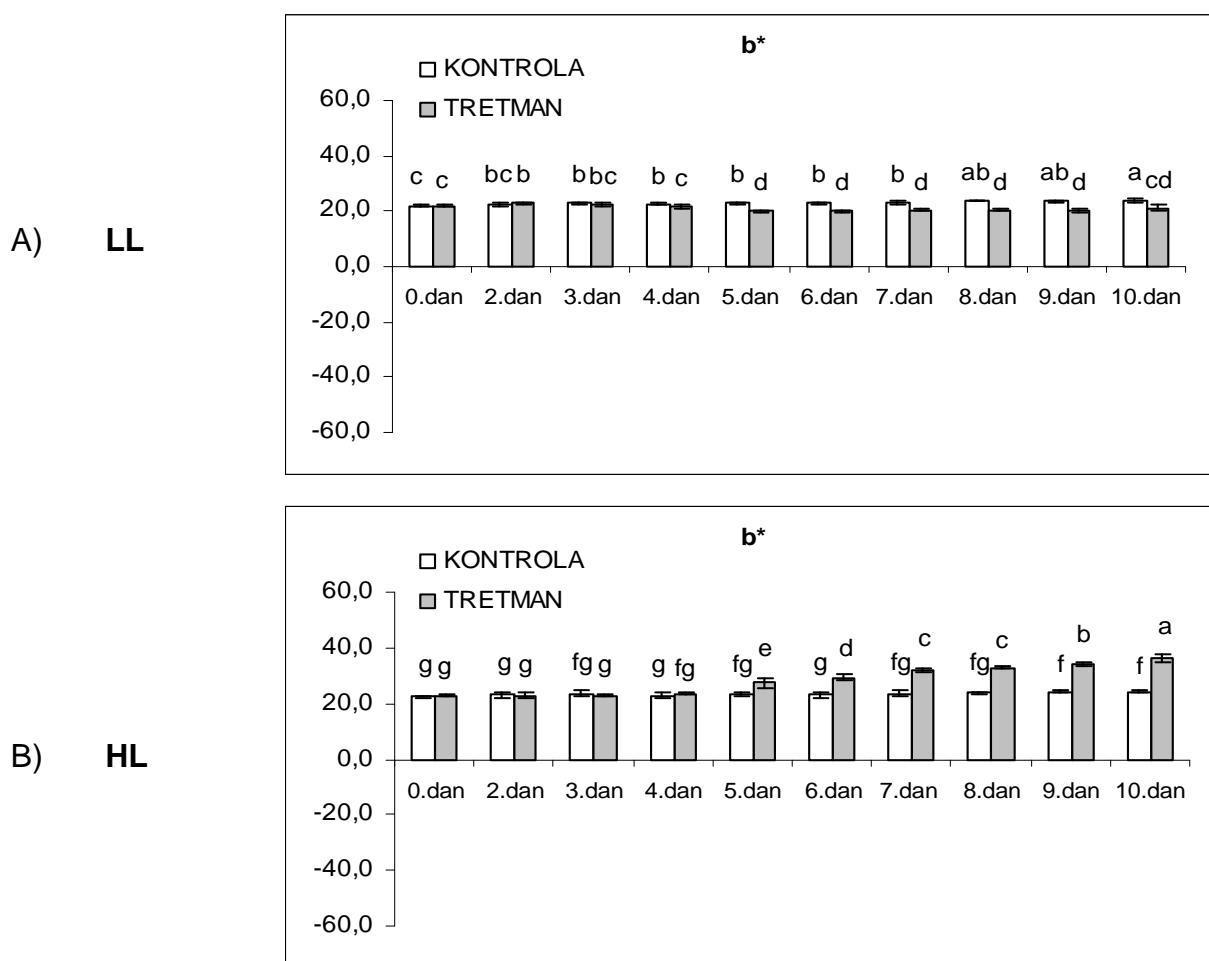 b*
KONTROLA
TRETMAN
60,0
40,0
20,0
0,0
-20,0
-40,0
-60,0
c c bc b b bc b c b d b d b d ab d ab d a cd
0.dan 2.dan 3.dan 4.dan 5.dan 6.dan 7.dan 8.dan 9.dan 10.dan
A) LL
b*
KONTROLA
TRETMAN
60,0
40,0
20,0
0,0
-20,0
-40,0
-60,0
g g g g fg g g fg fg e g d fg c fg c f b f a
0.dan 2.dan 3.dan 4.dan 5.dan 6.dan 7.dan 8.dan 9.dan 10.dan
B) HL